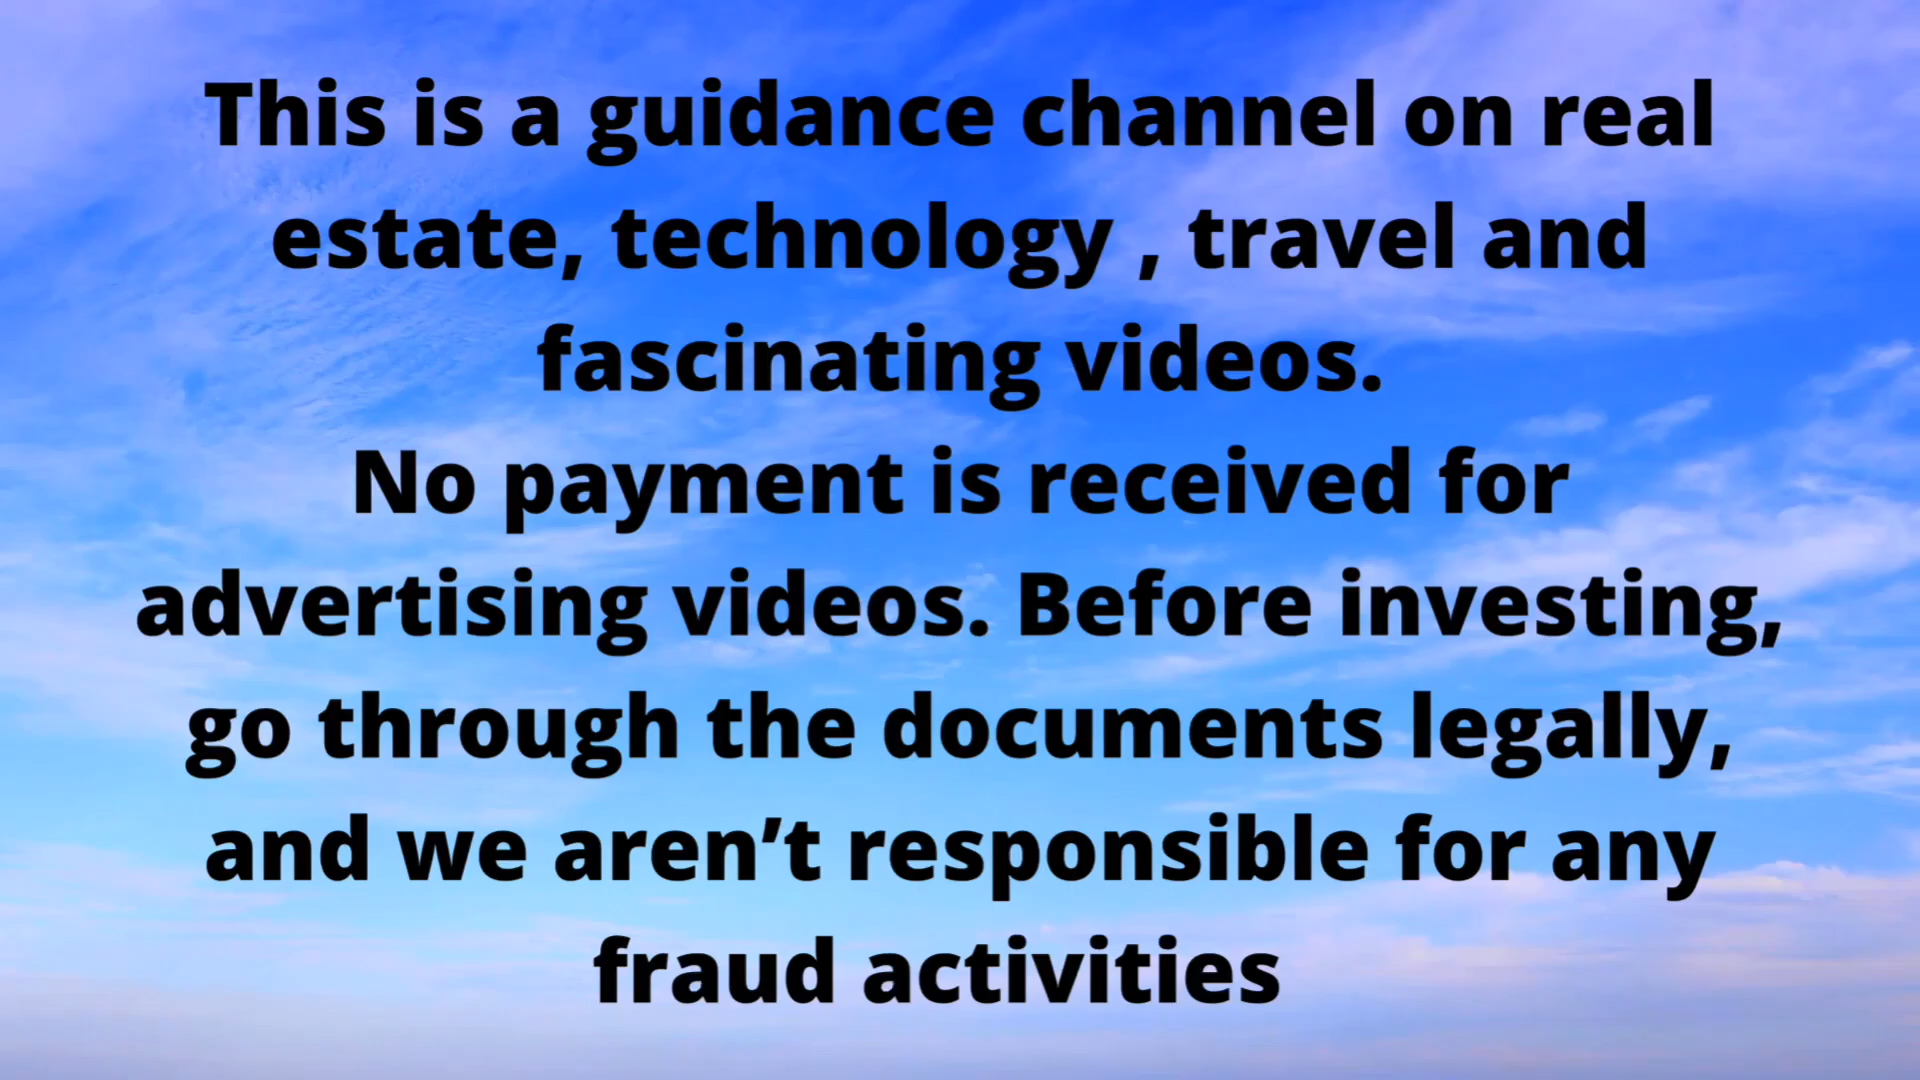 This is a guidance channel on real
estate, technology , travel and
fascinating videos.
No payment is received for
advertising videos. Before investing,
go through the documents legally,
and we aren’t responsible for any
fraud activities